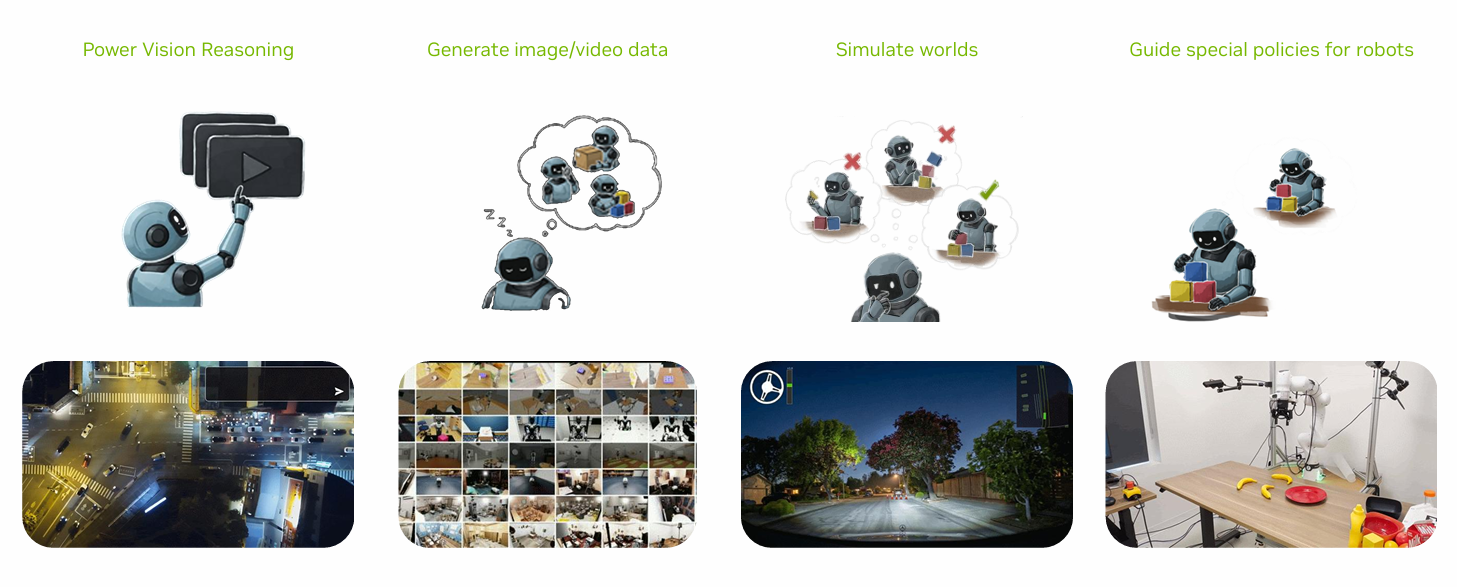 Power Vision Reasoning
Generate image/video data
Simulate worlds
Guide special policies for robots
z z z z